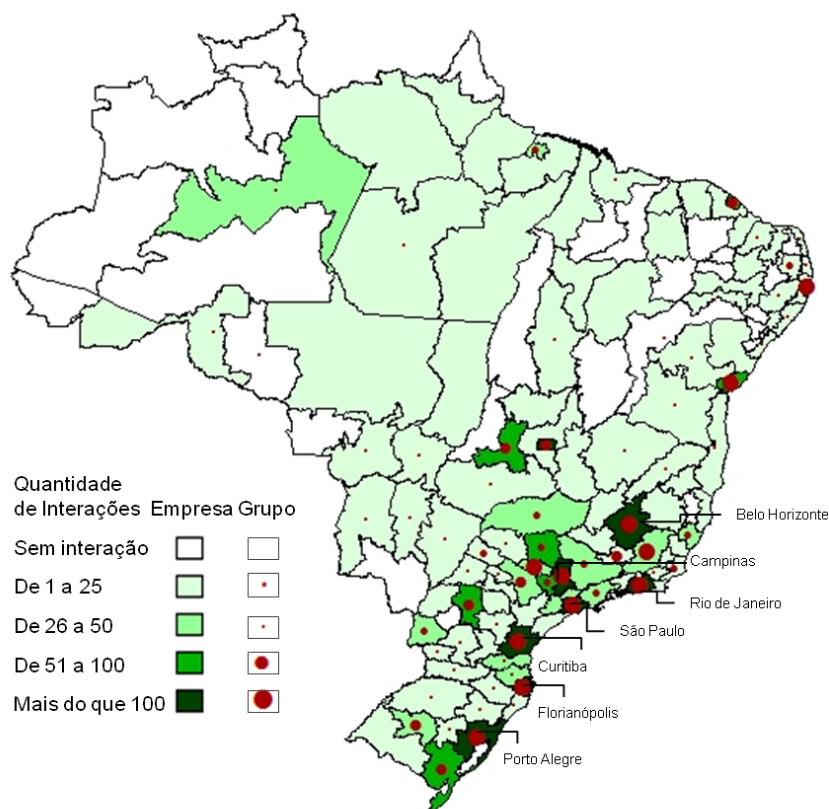 Quantidade
de Interações Empresa Grupo
Sem interação
De 1 a 25
De 26 a 50
De 51 a 100
Mais do que 100
Belo Horizonte
Campinas
Rio de Janeiro
São Paulo
Curitiba
Florianópolis
Porto Alegre